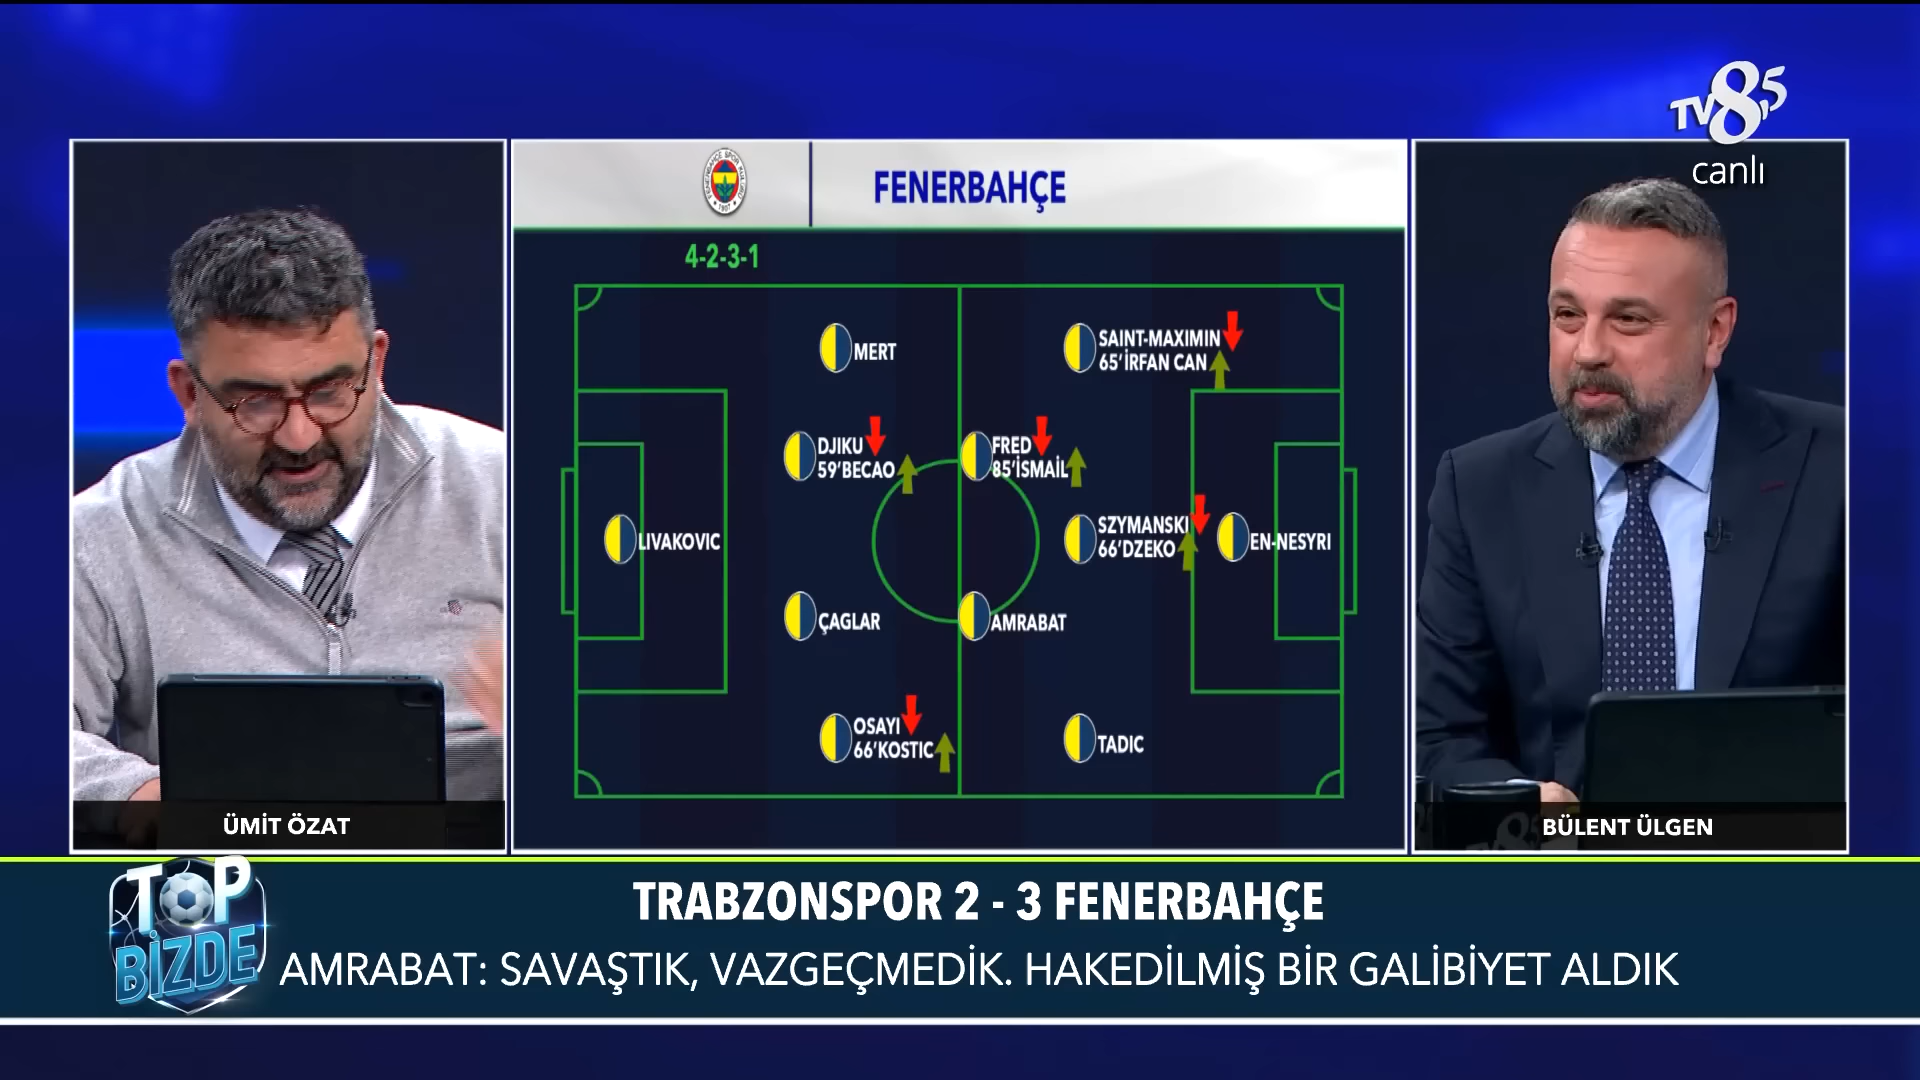 TV8,5
canlı
FENERBAHÇE
4-2-3-1
MERT
SAINT-MAXIMIN
65'İRFAN CAN
DJIKU
59'BECAO
FRED
85'İSMAİL
LIVAKOVIC
SZYMANSKI
66'DZEKO
EN-NESYRI
ÇAGLAR
AMRABAT
OSAYI
66'KOSTIC
TADIC
ÜMİT ÖZAT
BÜLENT ÜLGEN
TOP
BİZDE
TRABZONSPOR 2 - 3 FENERBAHÇE
AMRABAT: SAVAŞTIK, VAZGEÇMEDİK. HAKEDİLMİŞ BİR GALİBİYET ALDIK